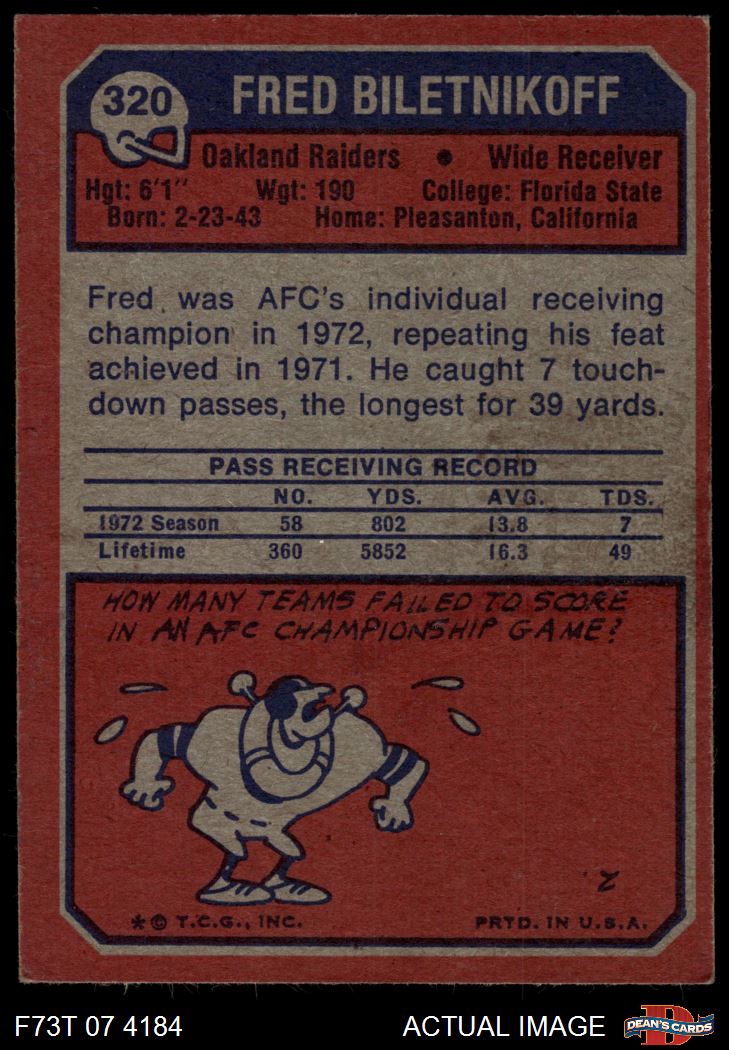 320
FRED BILETNIKOFF
Oakland Raiders • Wide Receiver
Hgt: 6'1" Wgt: 190 College: Florida State
Born: 2-23-43 Home: Pleasanton, California
Fred was AFC's individual receiving
champion in 1972, repeating his feat
achieved in 1971. He caught 7 touch-
down passes, the longest for 39 yards.
PASS RECEIVING RECORD
NO. YDS. AVG. TDS.
1972 Season 58 802 13.8 7
Lifetime 360 5852 16.3 49
HOW MANY TEAMS FAILED TO SCORE
IN AN AFC CHAMPIONSHIP GAME?
2
* © T.C.G., INC. PRTD. IN U.S.A.
F73T 07 4184 ACTUAL IMAGE
D
DEAN'S CARDS